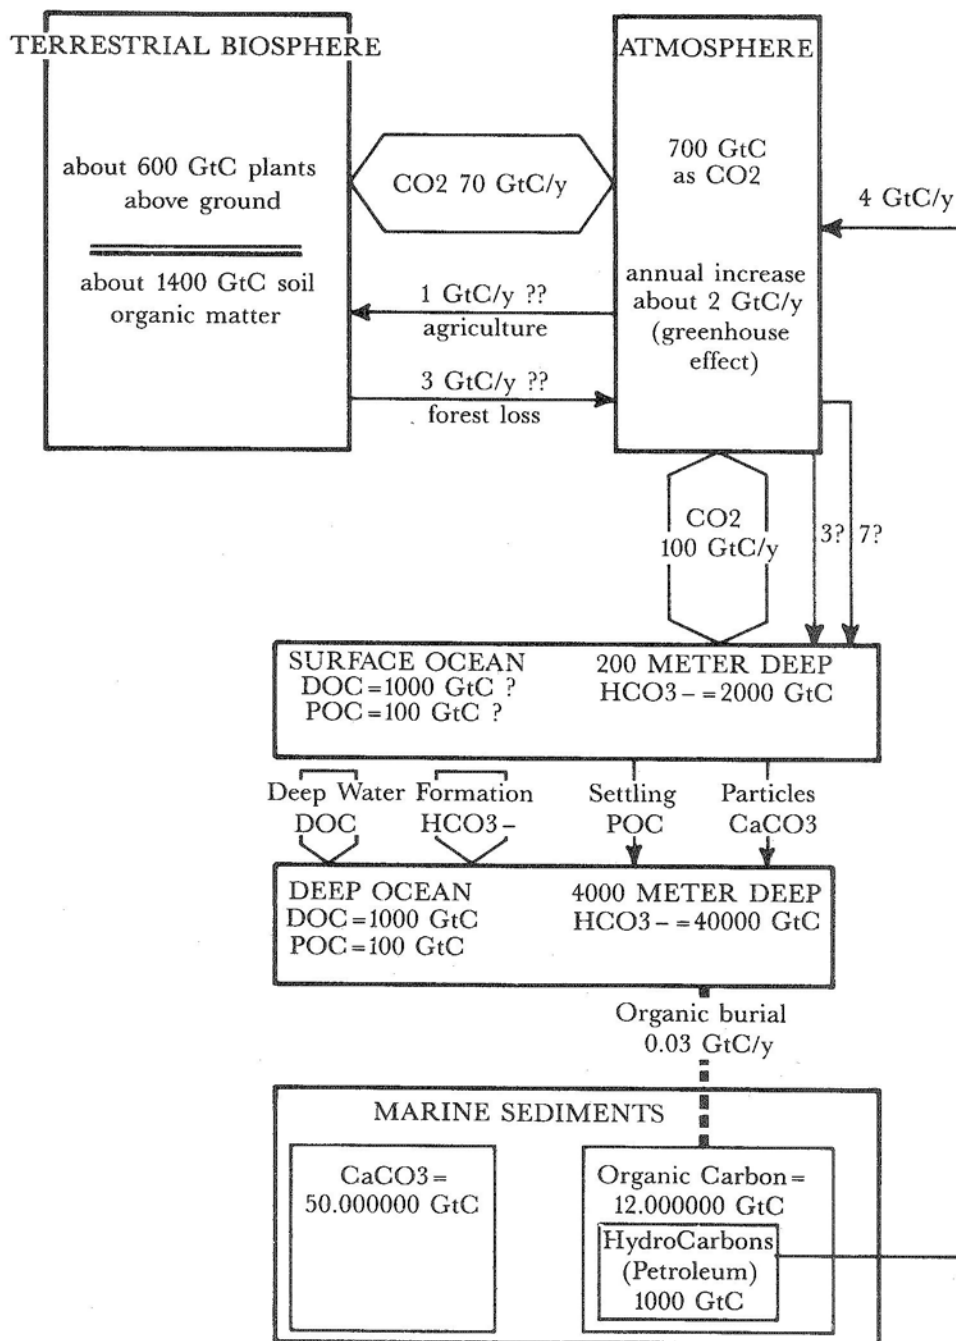 TERRESTRIAL BIOSPHERE
about 600 GtC plants
above ground
about 1400 GtC soil
organic matter
CO2 70 GtC/y
1 GtC/y ??
agriculture
3 GtC/y ??
forest loss
ATMOSPHERE
700 GtC
as CO2
annual increase
about 2 GtC/y
(greenhouse
effect)
4 GtC/y
CO2
100 GtC/y
3?
7?
SURFACE OCEAN
DOC=1000 GtC ?
POC=100 GtC ?
200 METER DEEP
HCO3- =2000 GtC
Deep Water Formation
DOC
HCO3-
Settling
POC
Particles
CaCO3
DEEP OCEAN
DOC=1000 GtC
POC=100 GtC
4000 METER DEEP
HCO3- =40000 GtC
Organic burial
0.03 GtC/y
MARINE SEDIMENTS
CaCO3=
50.000000 GtC
Organic Carbon=
12.000000 GtC
HydroCarbons
(Petroleum)
1000 GtC